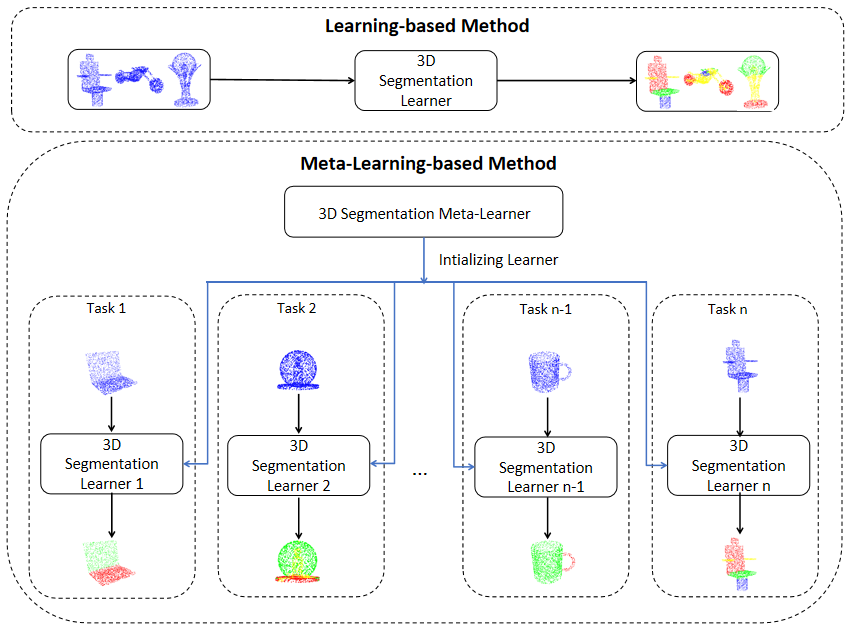 Learning-based Method
3D
Segmentation
Learner
Meta-Learning-based Method
3D Segmentation Meta-Learner
Intializing Learner
Task 1
Task 2
Task n-1
Task n
3D
Segmentation
Learner 1
3D
Segmentation
Learner 2
...
3D
Segmentation
Learner n-1
3D
Segmentation
Learner n